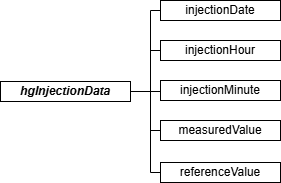 injectionDate
injectionHour
hgInjectionData
injectionMinute
measuredValue
referenceValue